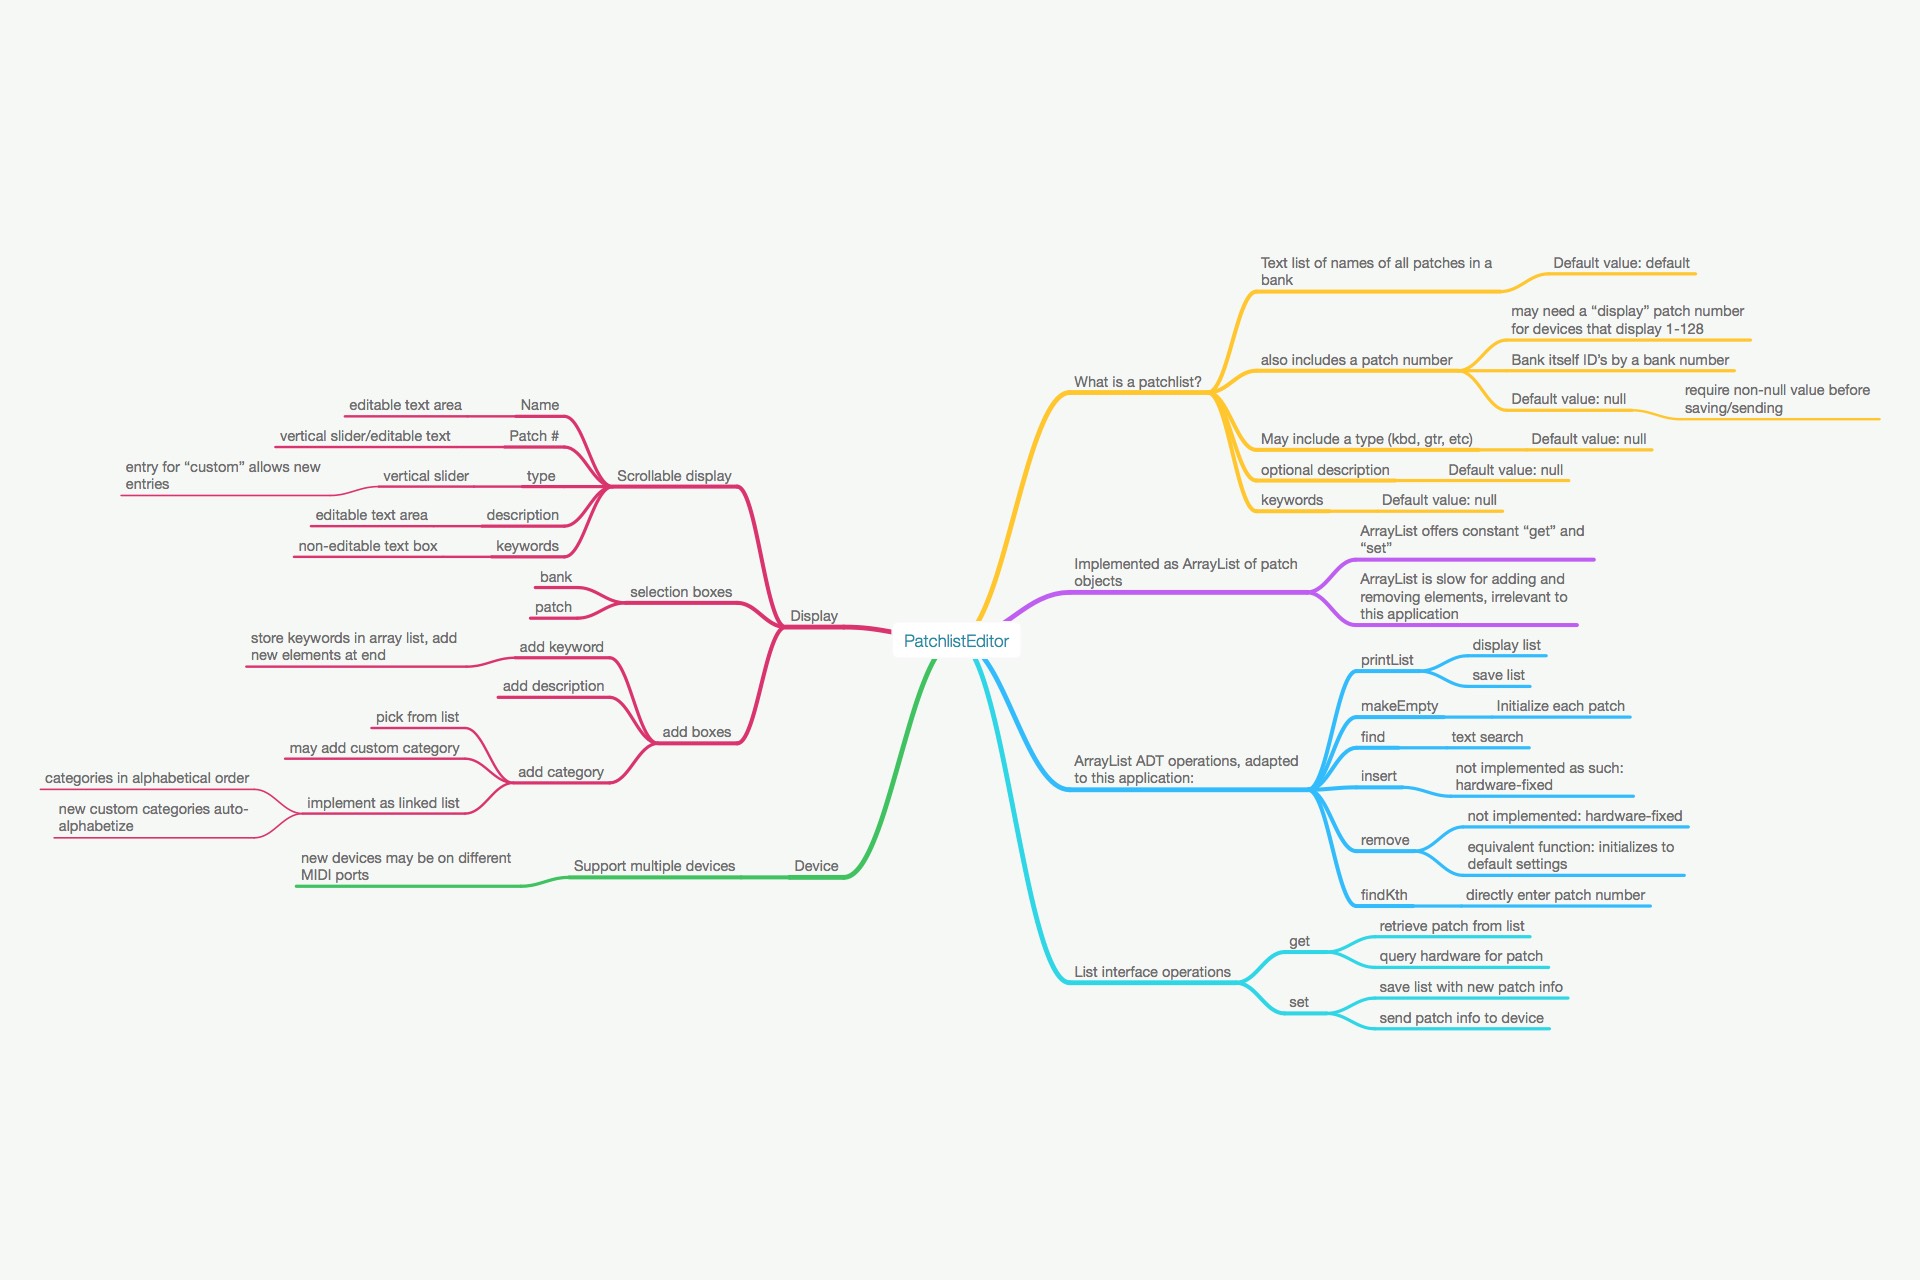 PatchlistEditor
What is a patchlist?
Text list of names of all patches in a
bank
Default value: default
also includes a patch number
may need a “display” patch number
for devices that display 1-128
Bank itself ID’s by a bank number
Default value: null
require non-null value before
saving/sending
May include a type (kbd, gtr, etc)
Default value: null
optional description
Default value: null
keywords
Default value: null
Implemented as ArrayList of patch
objects
ArrayList offers constant “get” and
“set”
ArrayList is slow for adding and
removing elements, irrelevant to
this application
ArrayList ADT operations, adapted
to this application:
printList
display list
save list
makeEmpty
Initialize each patch
find
text search
insert
not implemented as such:
hardware-fixed
remove
not implemented: hardware-fixed
equivalent function: initializes to
default settings
findKth
directly enter patch number
List interface operations
get
retrieve patch from list
query hardware for patch
set
save list with new patch info
send patch info to device
Display
Scrollable display
Name
editable text area
Patch #
vertical slider/editable text
type
vertical slider
entry for “custom” allows new
entries
description
editable text area
keywords
non-editable text box
selection boxes
bank
patch
add boxes
add keyword
store keywords in array list, add
new elements at end
add description
add category
pick from list
may add custom category
implement as linked list
categories in alphabetical order
new custom categories auto-
alphabetize
Device
Support multiple devices
new devices may be on different
MIDI ports